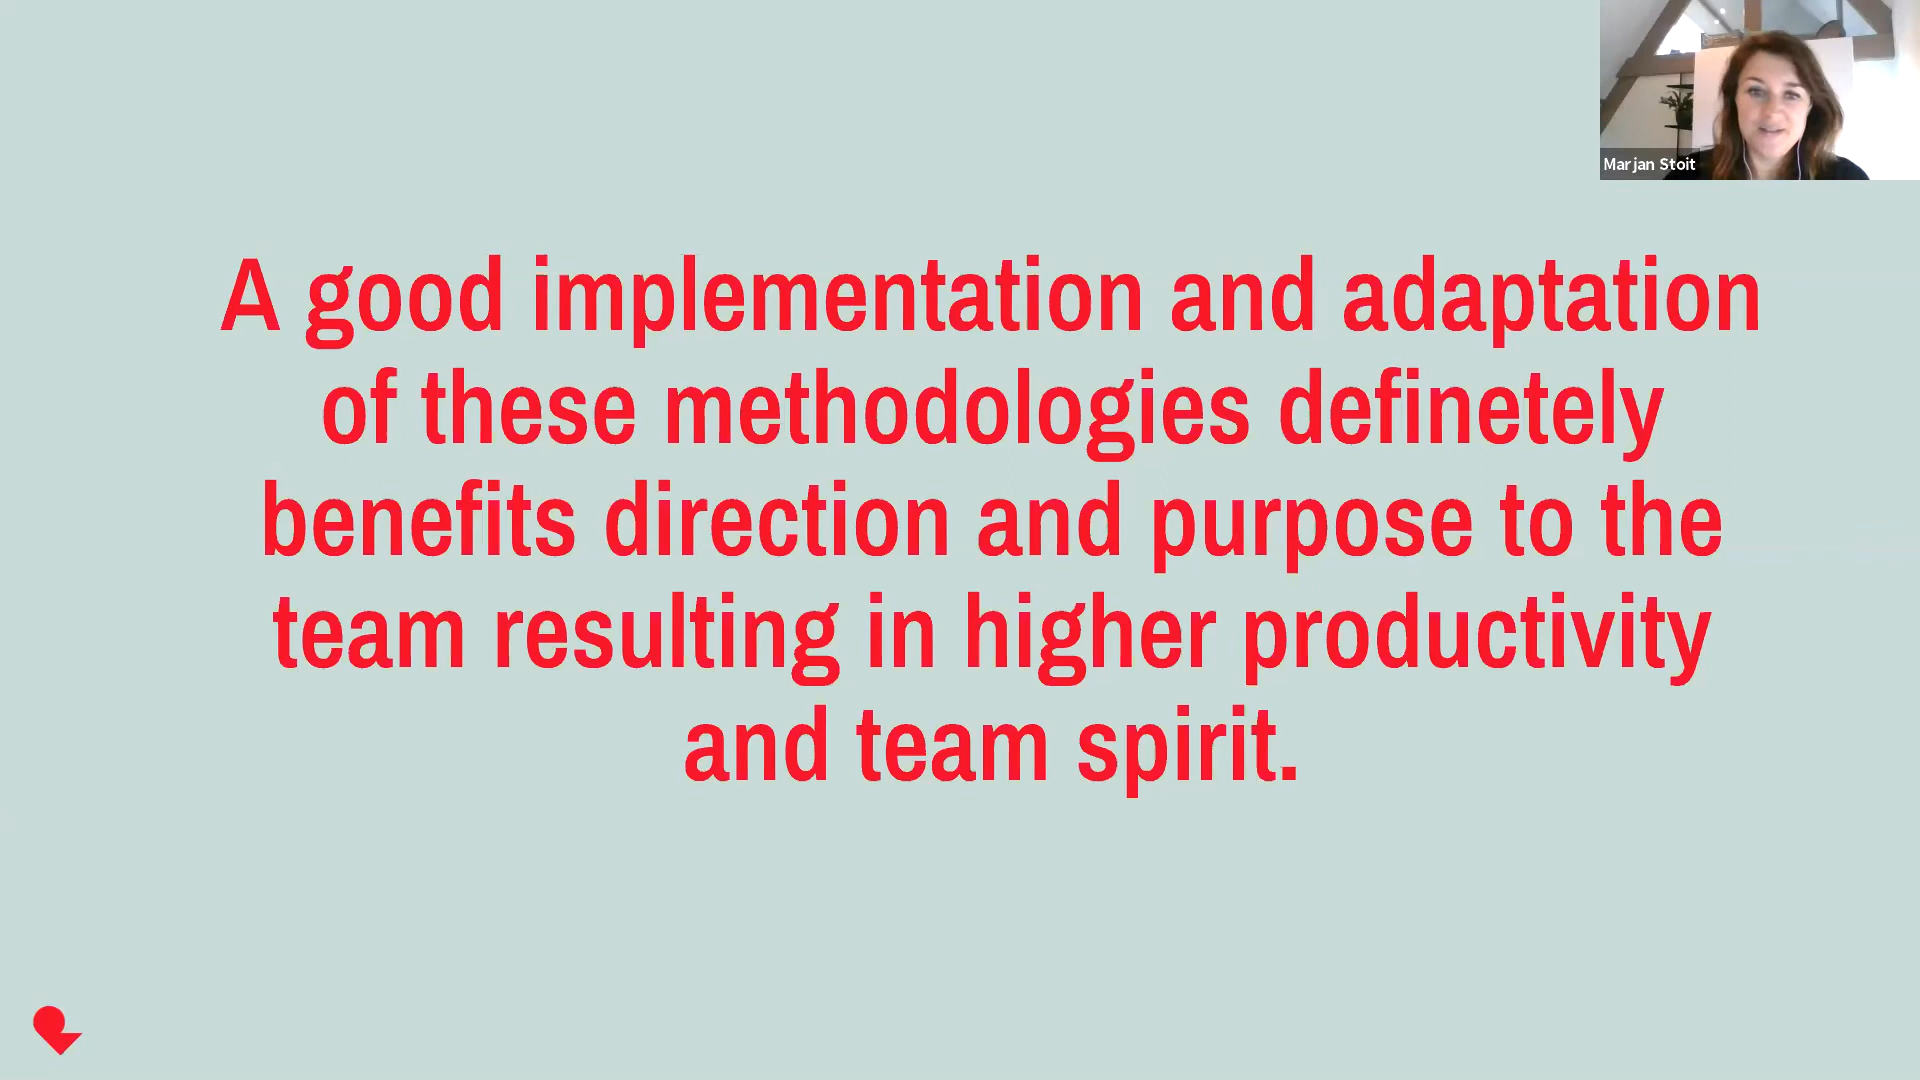 Marjan Stoit
A good implementation and adaptation
of these methodologies definetely
benefits direction and purpose to the
team resulting in higher productivity
and team spirit.